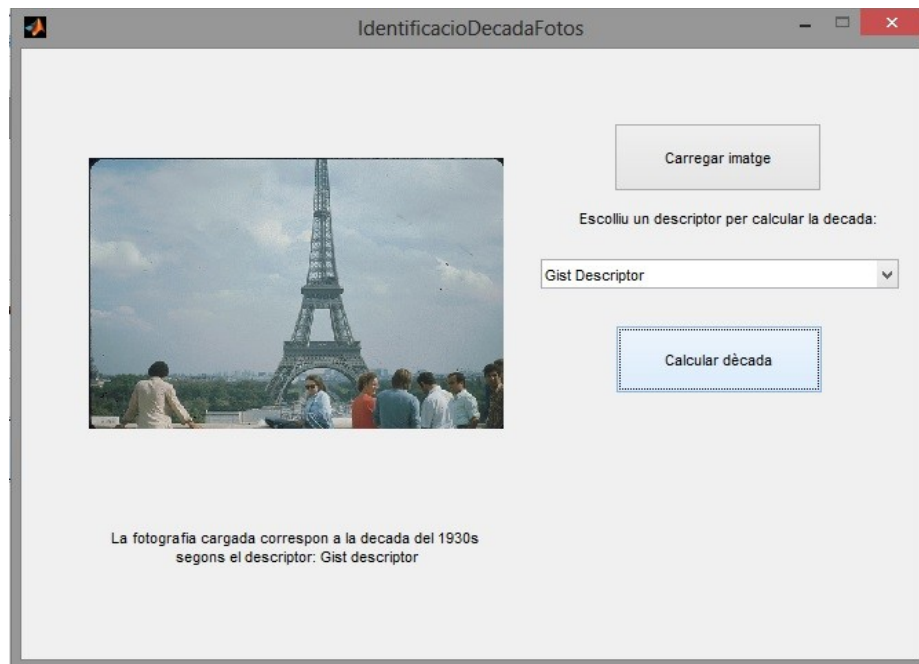 IdentificacioDecadaFotos
Carregar imatge
Escolliu un descriptor per calcular la decada:
Gist Descriptor
Calcular dècada
La fotografia cargada correspon a la decada del 1930s
segons el descriptor: Gist descriptor